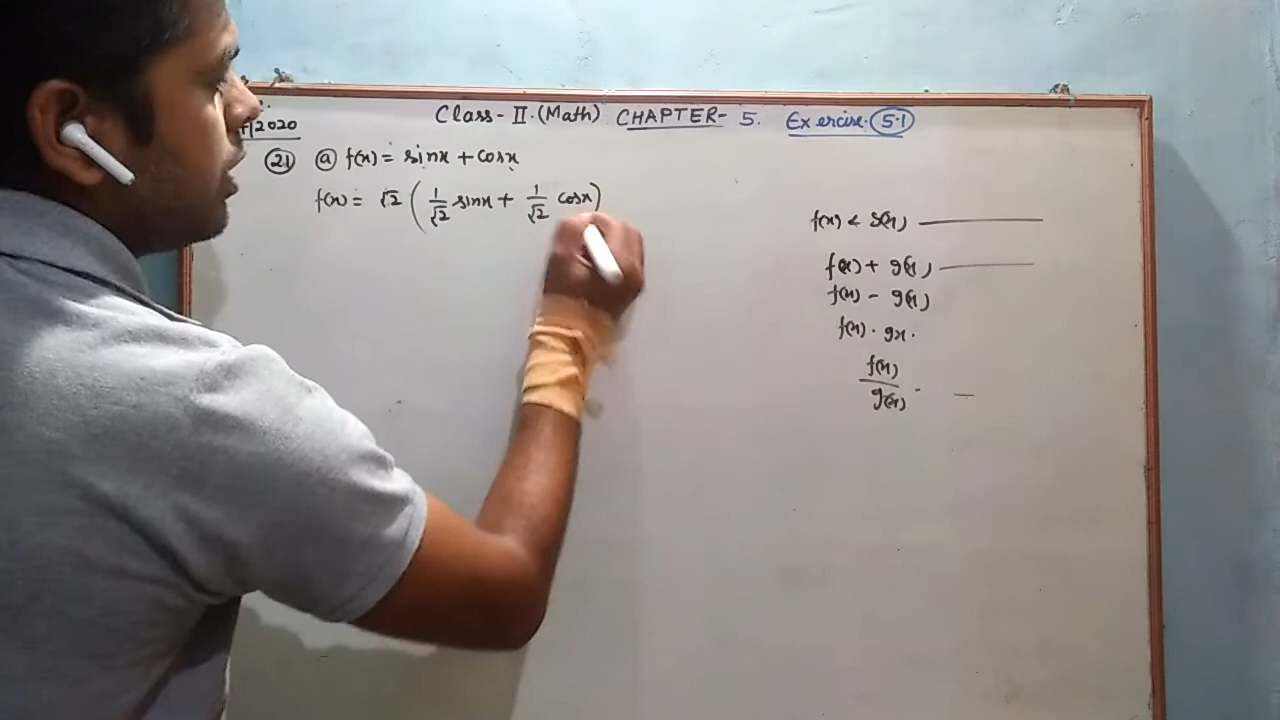 Class - II. (Math) CHAPTER - 5. Exercise. 5.1
2020
21 a f(x) = sinx + cosx
f(x) = √2 ( 1/√2 sinx + 1/√2 cosx )
f(x) + g(x)
f(x) - g(x)
f(x) · gx.
f(x)/g(x)